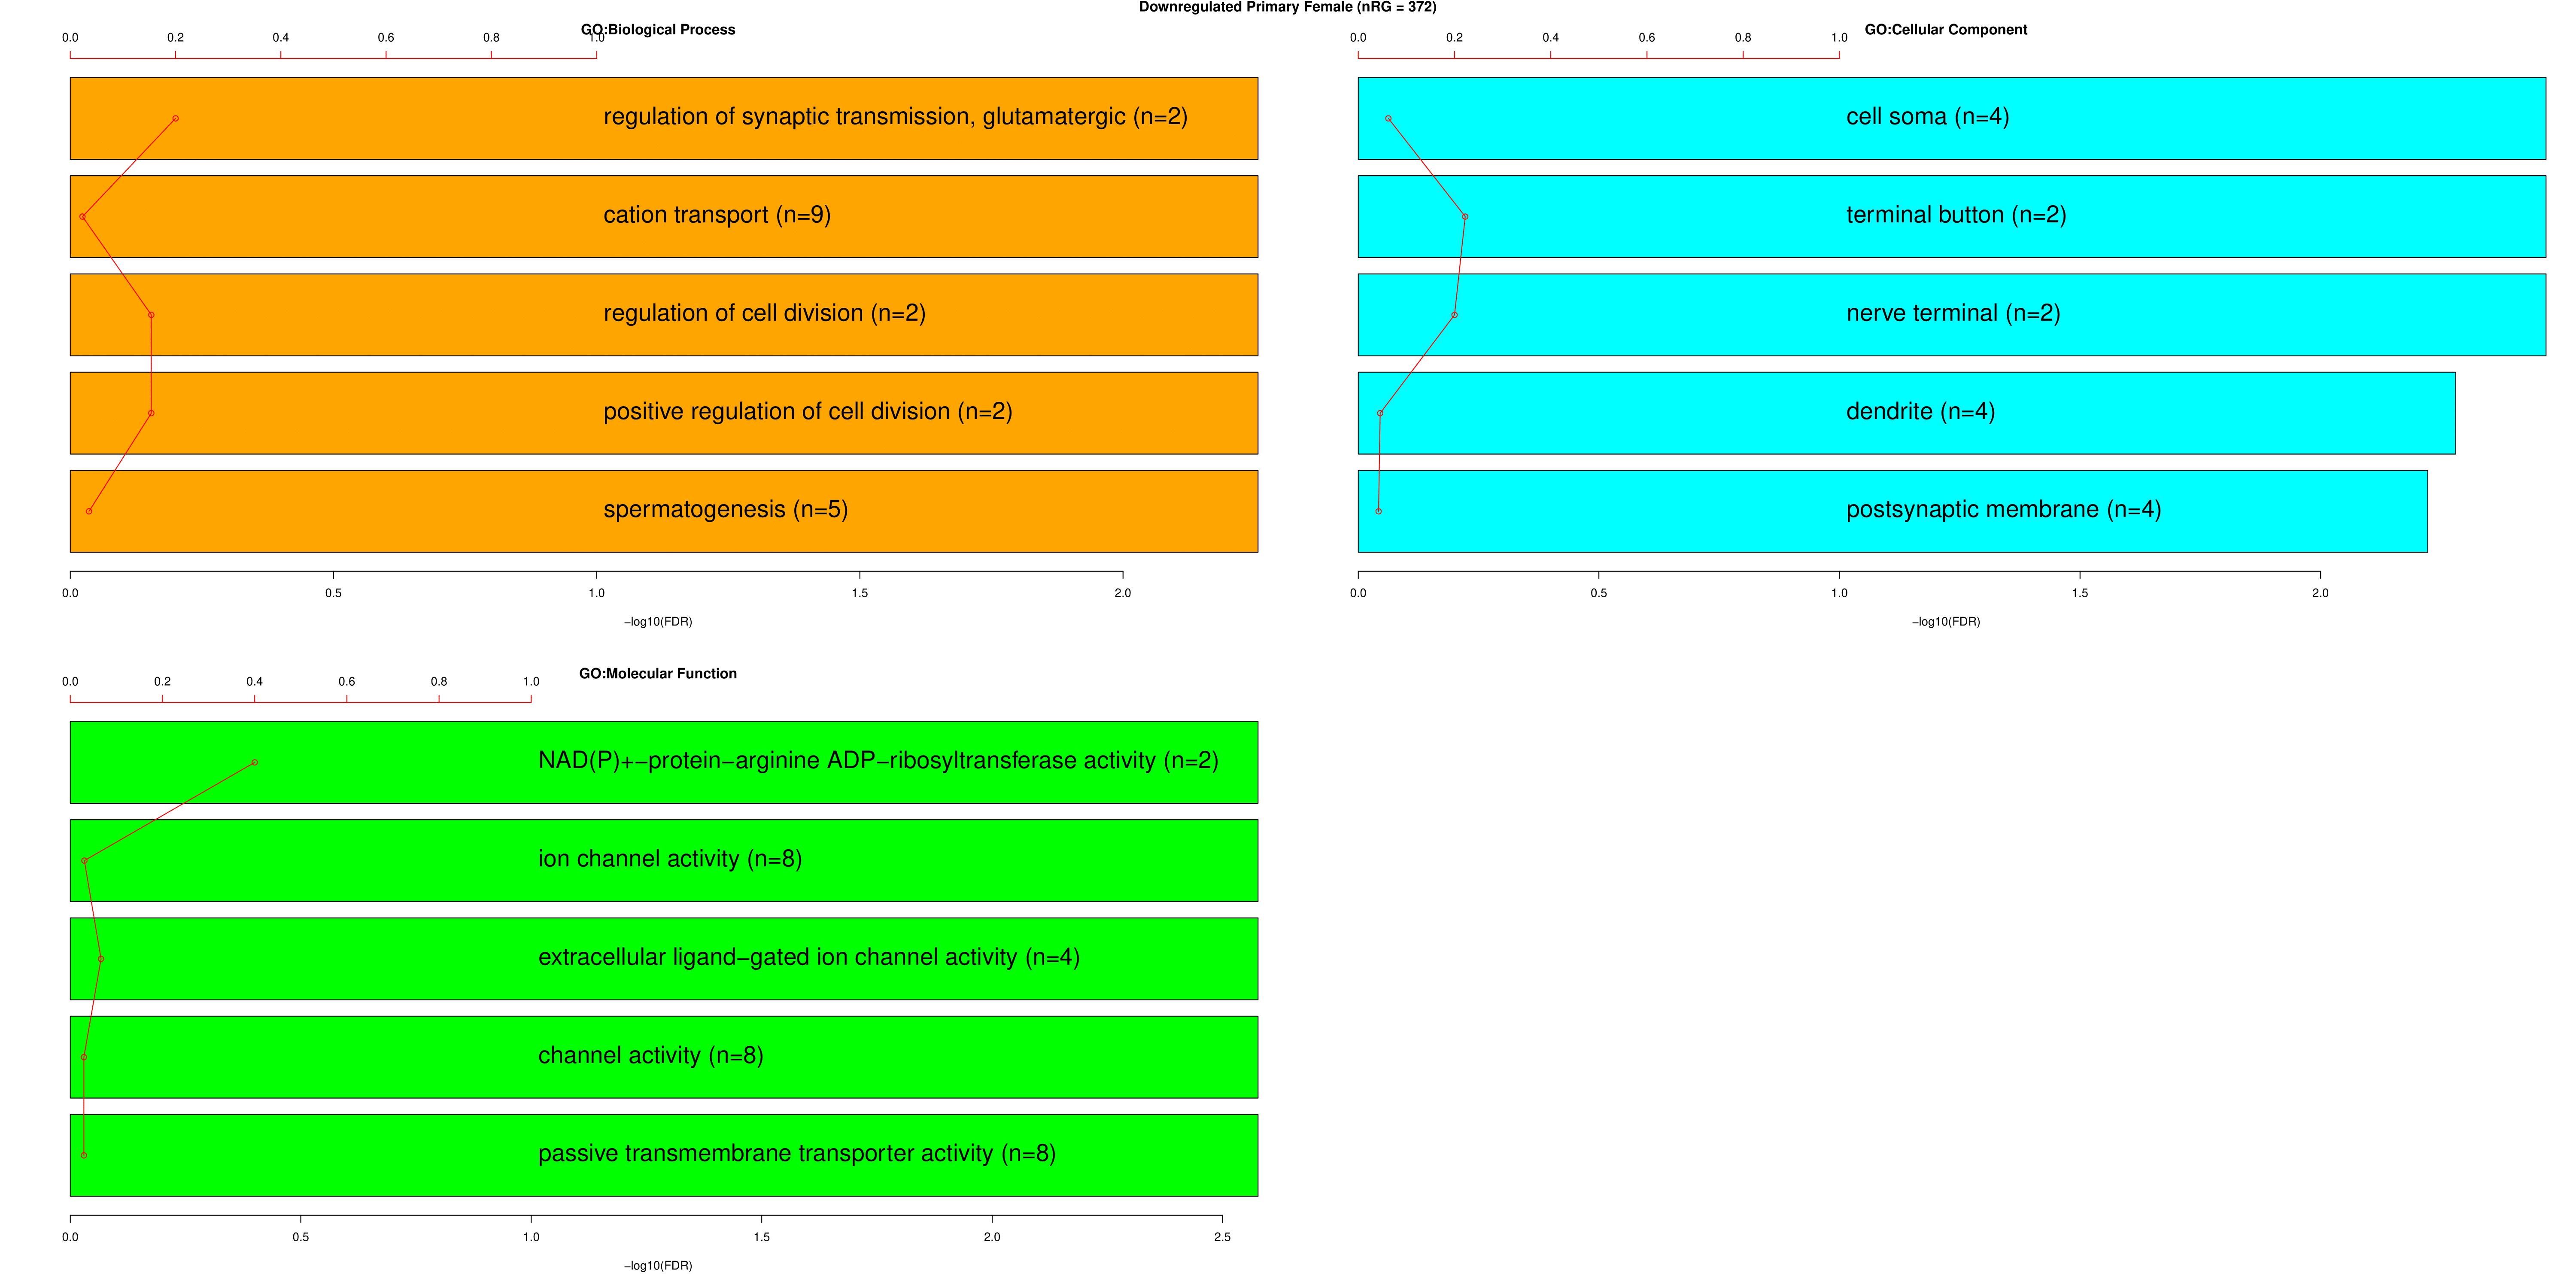 Downregulated Primary Female (nRG = 372)
GO:Biological Process
0.0 0.2 0.4 0.6 0.8 1.0
regulation of synaptic transmission, glutamatergic (n=2)
cation transport (n=9)
regulation of cell division (n=2)
positive regulation of cell division (n=2)
spermatogenesis (n=5)
0.0 0.5 1.0 1.5 2.0
−log10(FDR)
GO:Cellular Component
0.0 0.2 0.4 0.6 0.8 1.0
cell soma (n=4)
terminal button (n=2)
nerve terminal (n=2)
dendrite (n=4)
postsynaptic membrane (n=4)
0.0 0.5 1.0 1.5 2.0
−log10(FDR)
GO:Molecular Function
0.0 0.2 0.4 0.6 0.8 1.0
NAD(P)+−protein−arginine ADP−ribosyltransferase activity (n=2)
ion channel activity (n=8)
extracellular ligand−gated ion channel activity (n=4)
channel activity (n=8)
passive transmembrane transporter activity (n=8)
0.0 0.5 1.0 1.5 2.0 2.5
−log10(FDR)